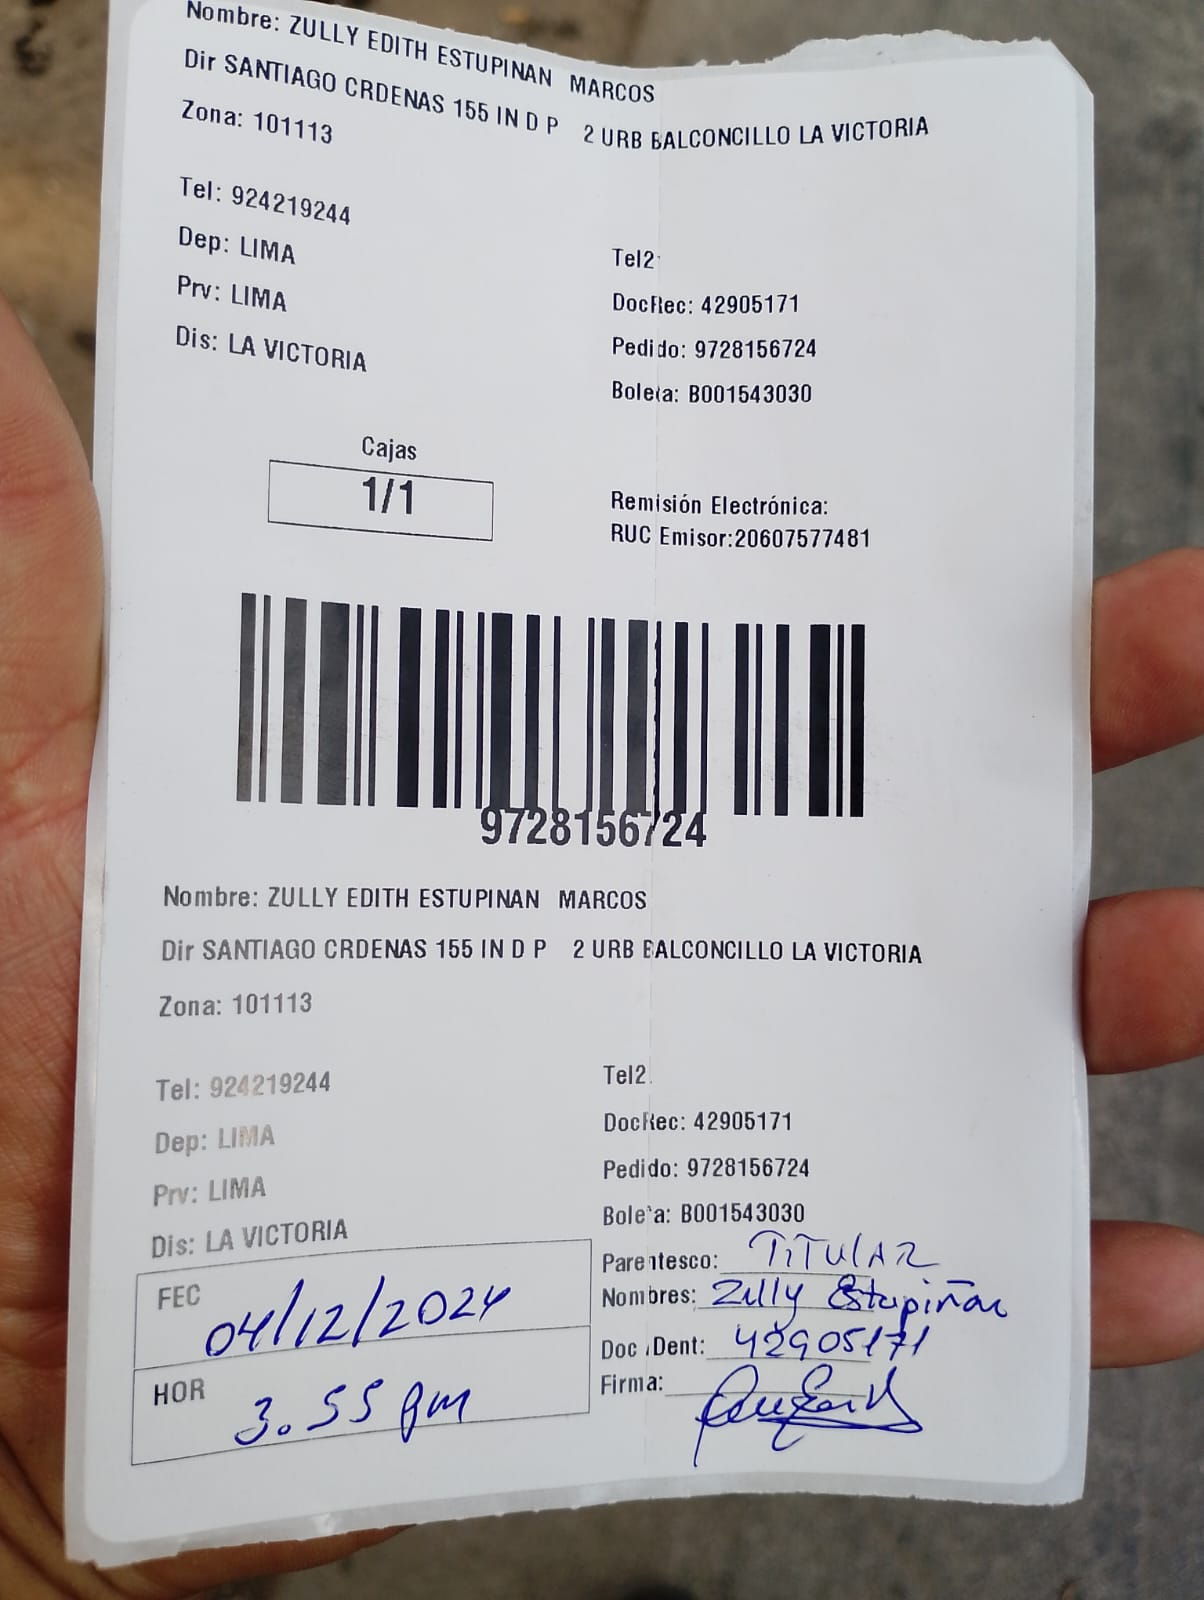 Nombre: ZULLY EDITH ESTUPINAN MARCOS
Dir SANTIAGO CRDENAS 155 IN D P 2 URB BALCONCILLO LA VICTORIA
Zona: 101113
Tel: 924219244
Tel2:
Dep: LIMA
DocRec: 42905171
Prv: LIMA
Pedido: 9728156724
Dis: LA VICTORIA
Boleta: B001543030
Cajas
1/1
Remisión Electrónica:
RUC Emisor:20607577481
9728156724
Nombre: ZULLY EDITH ESTUPINAN MARCOS
Dir SANTIAGO CRDENAS 155 IN D P 2 URB BALCONCILLO LA VICTORIA
Zona: 101113
Tel: 924219244
Tel2:
Dep: LIMA
DocRec: 42905171
Prv: LIMA
Pedido: 9728156724
Dis: LA VICTORIA
Boleta: B001543030
FEC 04/12/2024
HOR 3.55 pm
Parentesco: TITULAR
Nombres: Zully Estupiñan
Doc .Dent: 42905171
Firma: